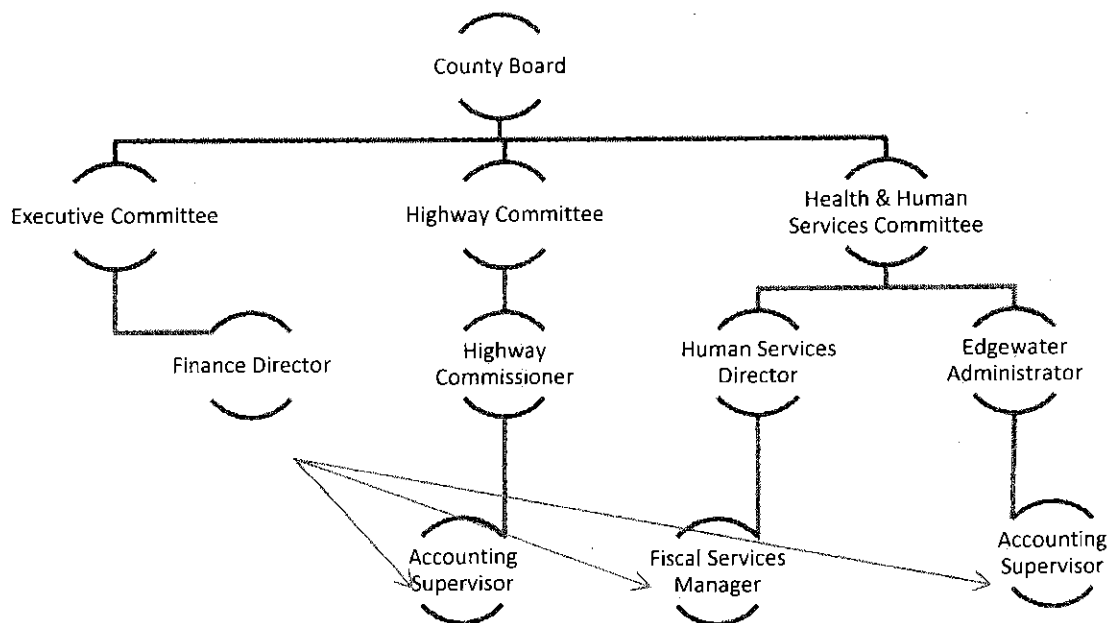 County Board
Executive Committee
Highway Committee
Health & Human
Services Committee
Finance Director
Highway
Commissioner
Human Services
Director
Edgewater
Administrator
Accounting
Supervisor
Fiscal Services
Manager
Accounting
Supervisor